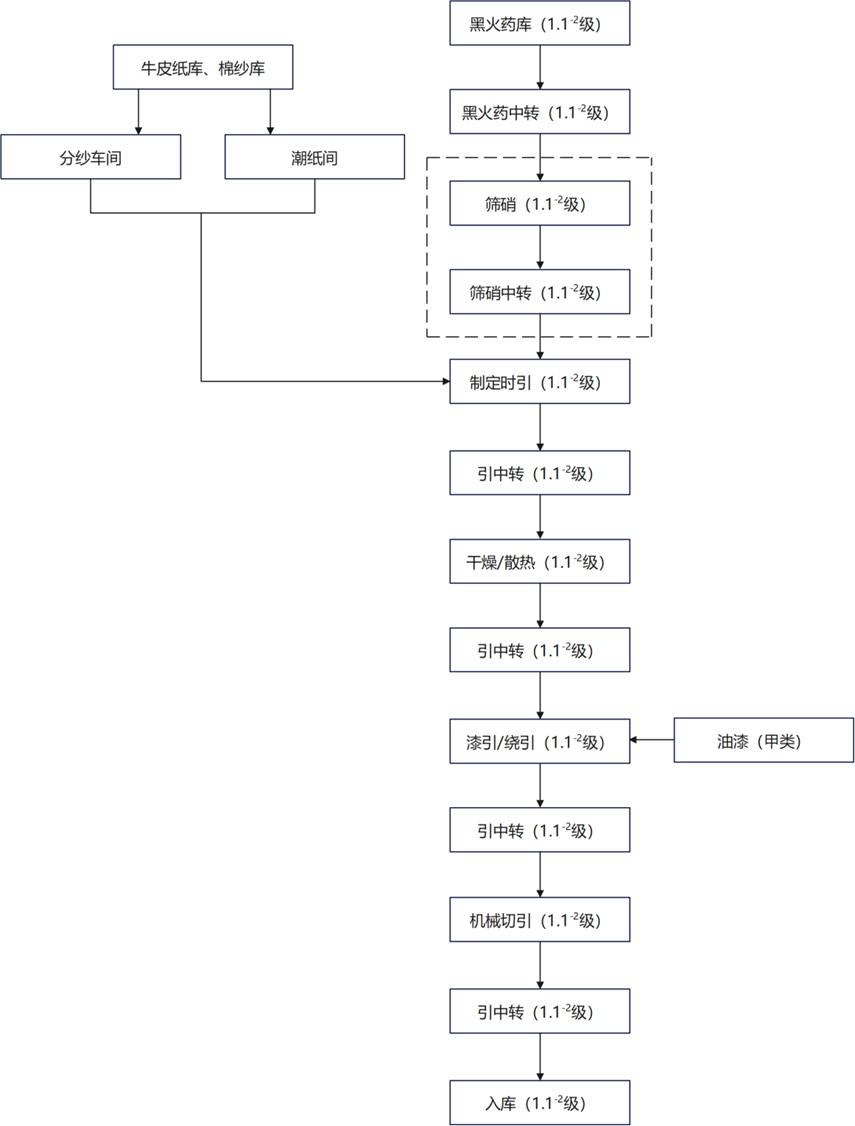 黑火药库（1.1⁻²级）
牛皮纸库、棉纱库
黑火药中转（1.1⁻²级）
分纱车间
潮纸间
筛硝（1.1⁻²级）
筛硝中转（1.1⁻²级）
制定时引（1.1⁻²级）
引中转（1.1⁻²级）
干燥/散热（1.1⁻²级）
引中转（1.1⁻²级）
漆引/绕引（1.1⁻²级）
油漆（甲类）
引中转（1.1⁻²级）
机械切引（1.1⁻²级）
引中转（1.1⁻²级）
入库（1.1⁻²级）